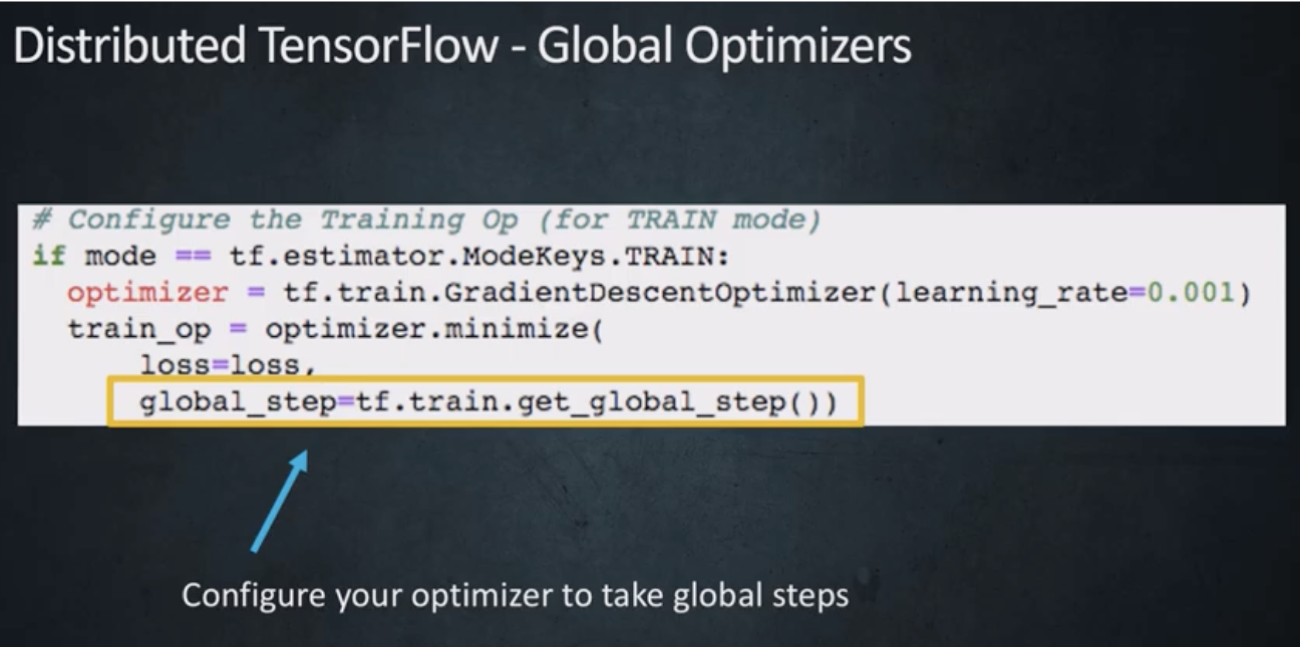 Distributed TensorFlow - Global Optimizers
# Configure the Training Op (for TRAIN mode)
if mode == tf.estimator.ModeKeys.TRAIN:
  optimizer = tf.train.GradientDescentOptimizer(learning_rate=0.001)
  train_op = optimizer.minimize(
      loss=loss,
      global_step=tf.train.get_global_step())
Configure your optimizer to take global steps